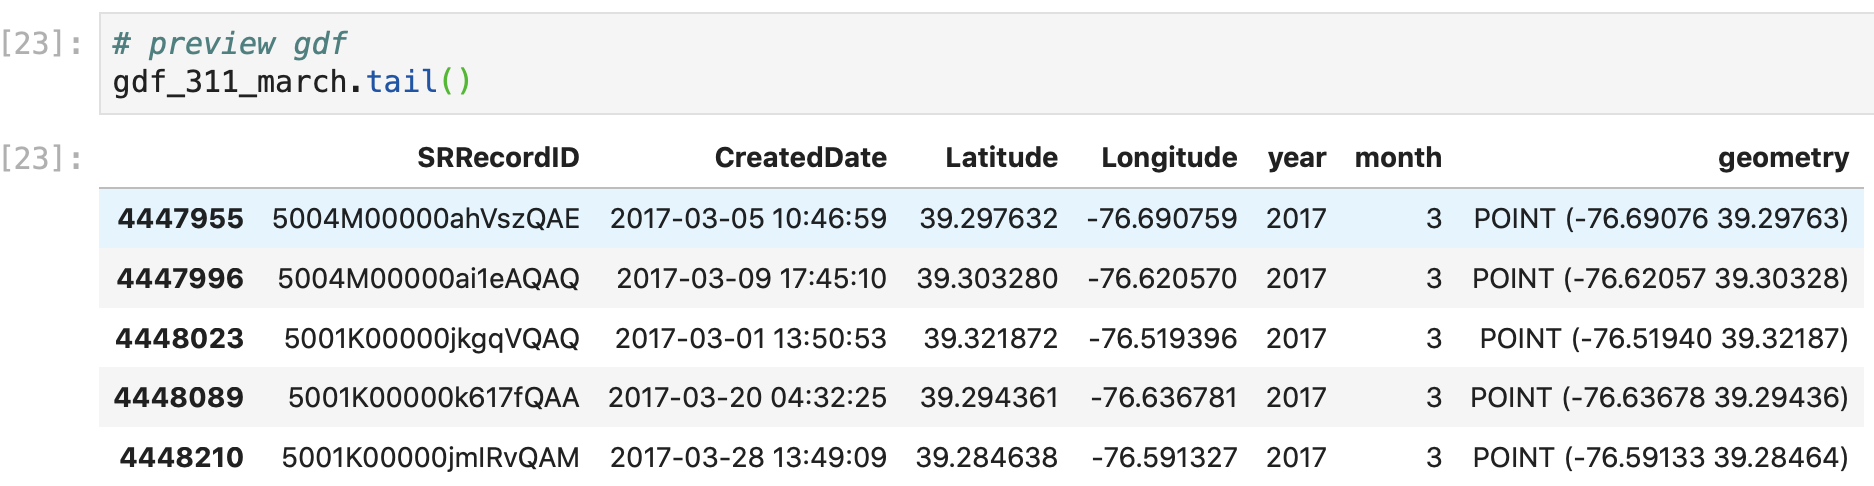 [23]: # preview gdf
gdf_311_march.tail()
[23]: SRRecordID CreatedDate Latitude Longitude year month geometry
4447955 5004M00000ahVszQAE 2017-03-05 10:46:59 39.297632 -76.690759 2017 3 POINT (-76.69076 39.29763)
4447996 5004M00000ai1eAQAQ 2017-03-09 17:45:10 39.303280 -76.620570 2017 3 POINT (-76.62057 39.30328)
4448023 5001K00000jkgqVQAQ 2017-03-01 13:50:53 39.321872 -76.519396 2017 3 POINT (-76.51940 39.32187)
4448089 5001K00000k617fQAA 2017-03-20 04:32:25 39.294361 -76.636781 2017 3 POINT (-76.63678 39.29436)
4448210 5001K00000jmIRvQAM 2017-03-28 13:49:09 39.284638 -76.591327 2017 3 POINT (-76.59133 39.28464)